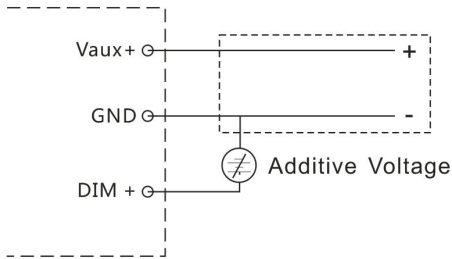 Vaux+
+
GND
-
Additive Voltage
DIM +